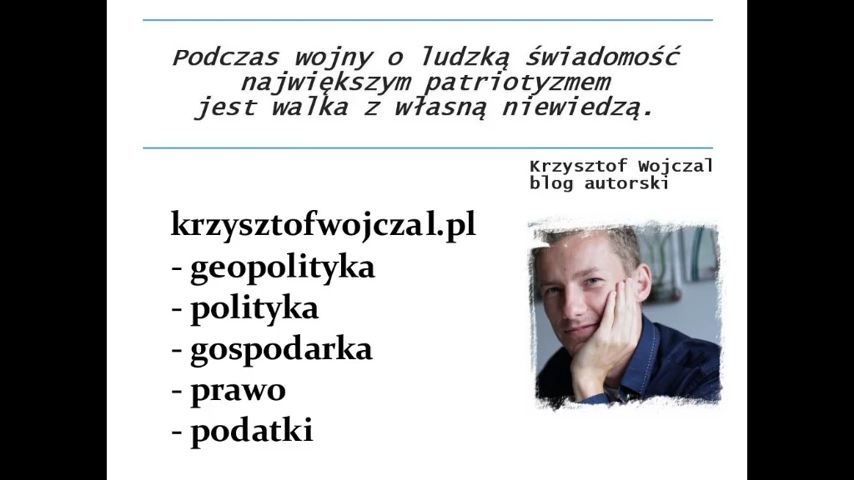 Podczas wojny o ludzką świadomość
największym patriotyzmem
jest walka z własną niewiedzą.
Krzysztof Wojczal
blog autorski
krzysztofwojczal.pl
- geopolityka
- polityka
- gospodarka
- prawo
- podatki